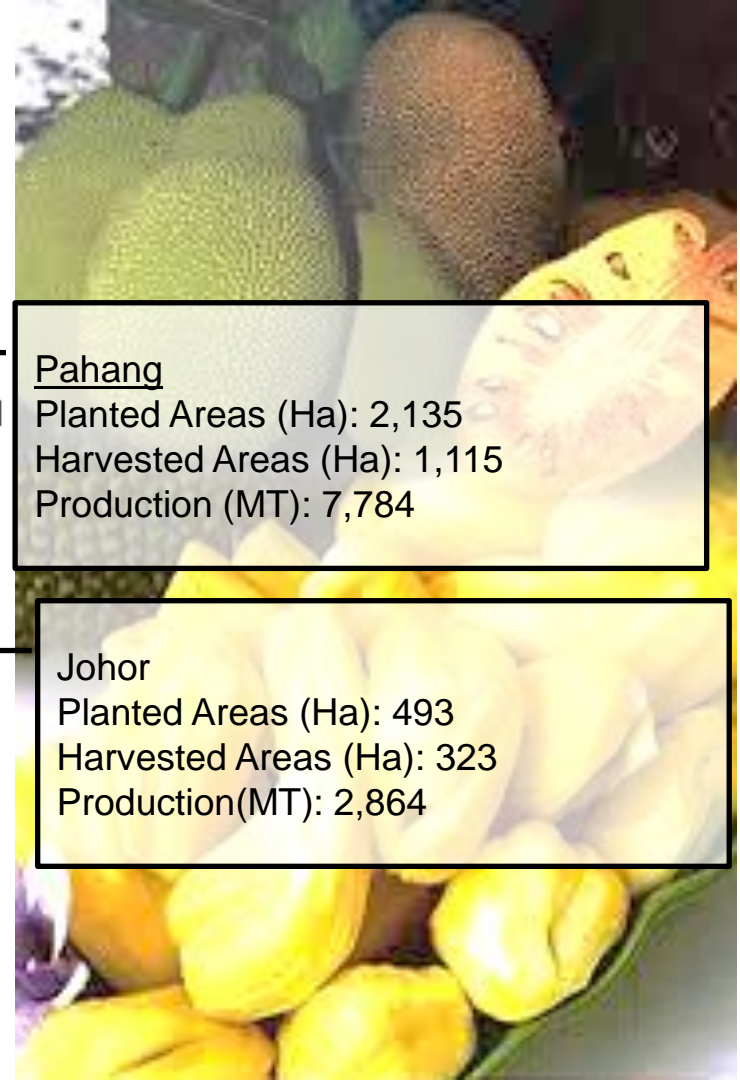 Pahang
Planted Areas (Ha): 2,135
Harvested Areas (Ha): 1,115
Production (MT): 7,784
Johor
Planted Areas (Ha): 493
Harvested Areas (Ha): 323
Production(MT): 2,864